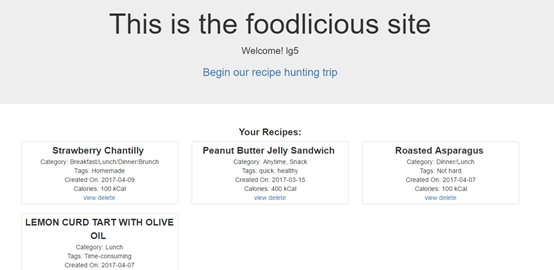 This is the foodlicious site
Welcome! lg5
Begin our recipe hunting trip
Your Recipes:
Strawberry Chantilly
Category: Breakfast/Lunch/Dinner/Brunch
Tags: Homemade
Created On: 2017-04-09
Calories: 100 kCal
view delete
Peanut Butter Jelly Sandwich
Category: Anytime, Snack
Tags: quick, healthy
Created On: 2017-03-15
Calories: 400 kCal
view delete
Roasted Asparagus
Category: Dinner/Lunch
Tags: Not hard
Created On: 2017-04-07
Calories: 100 kCal
view delete
LEMON CURD TART WITH OLIVE
OIL
Category: Lunch
Tags: Time-consuming
Created On: 2017-04-07